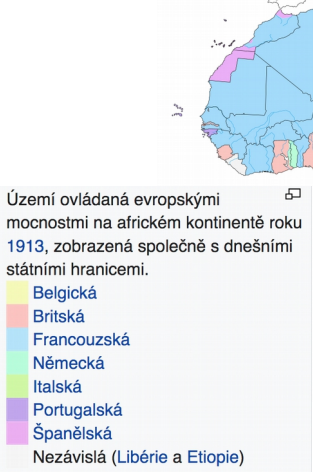 Území ovládaná evropskými
mocnostmi na africkém kontinentě roku
1913, zobrazená společně s dnešními
státními hranicemi.
Belgická
Britská
Francouzská
Německá
Italská
Portugalská
Španělská
Nezávislá (Libérie a Etiopie)